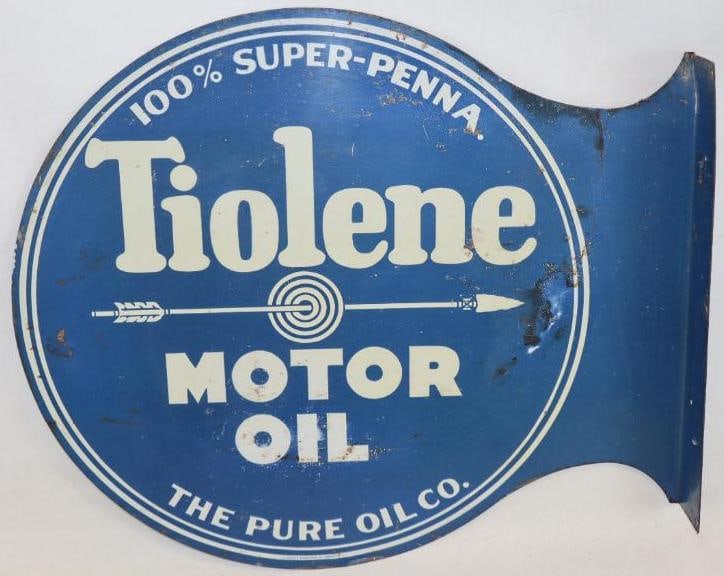 100% SUPER-PENNA.
Tiolene
MOTOR
OIL
THE PURE OIL CO.